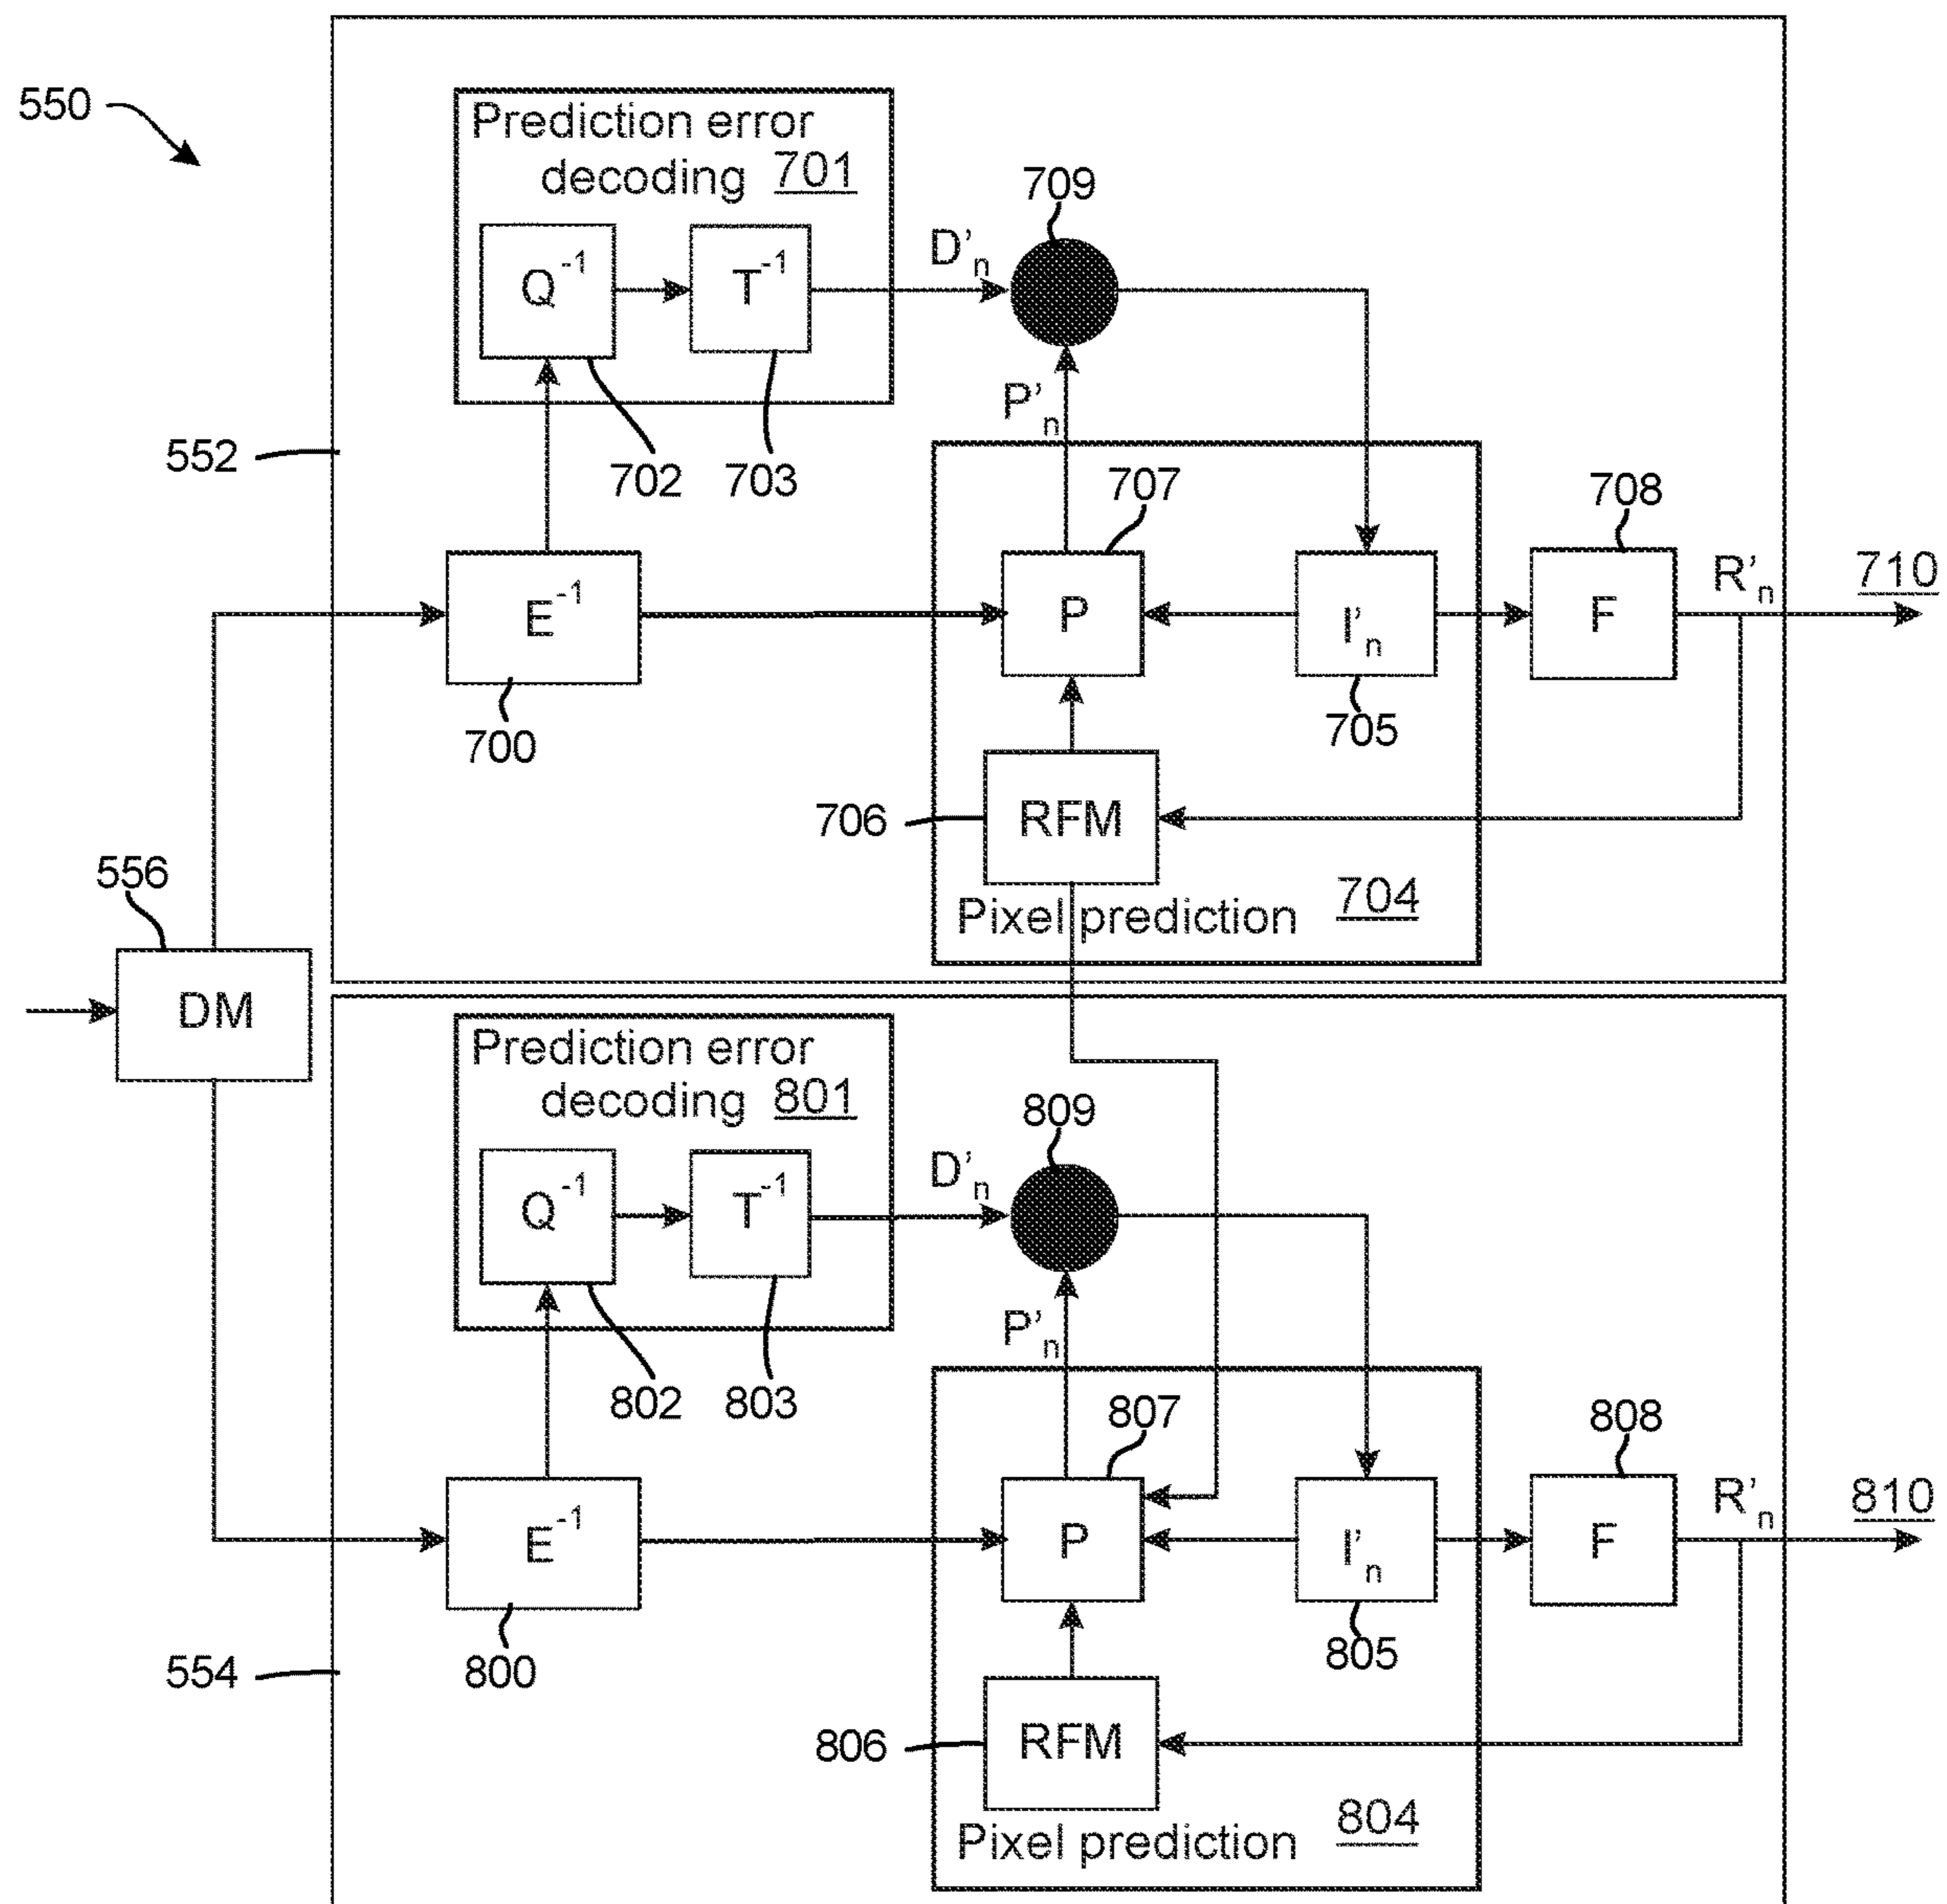 550
Prediction error
decoding 701
709
Q⁻¹
T⁻¹
D'n
P'n
552
702
703
707
708
E⁻¹
P
I'n
F
R'n
710
700
705
706
RFM
556
Pixel prediction 704
DM
Prediction error
decoding 801
809
Q⁻¹
T⁻¹
D'n
P'n
802
803
807
808
E⁻¹
P
I'n
F
R'n
810
554
800
805
806
RFM
Pixel prediction 804